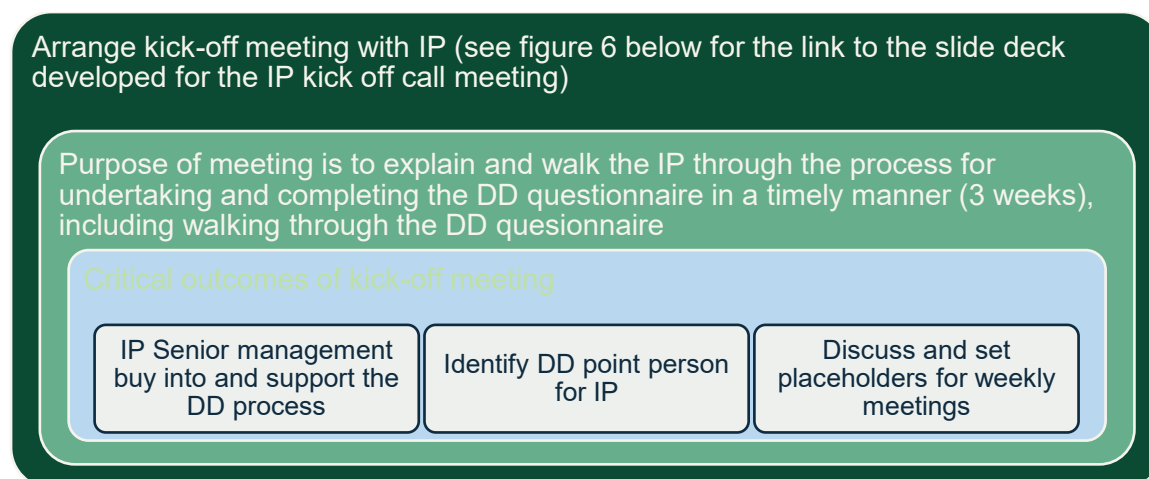 Arrange kick-off meeting with IP (see figure 6 below for the link to the slide deck
developed for the IP kick off call meeting)
Purpose of meeting is to explain and walk the IP through the process for
undertaking and completing the DD questionnaire in a timely manner (3 weeks),
including walking through the DD quesionnaire
Critical outcomes of kick-off meeting
IP Senior management
buy into and support the
DD process
Identify DD point person
for IP
Discuss and set
placeholders for weekly
meetings